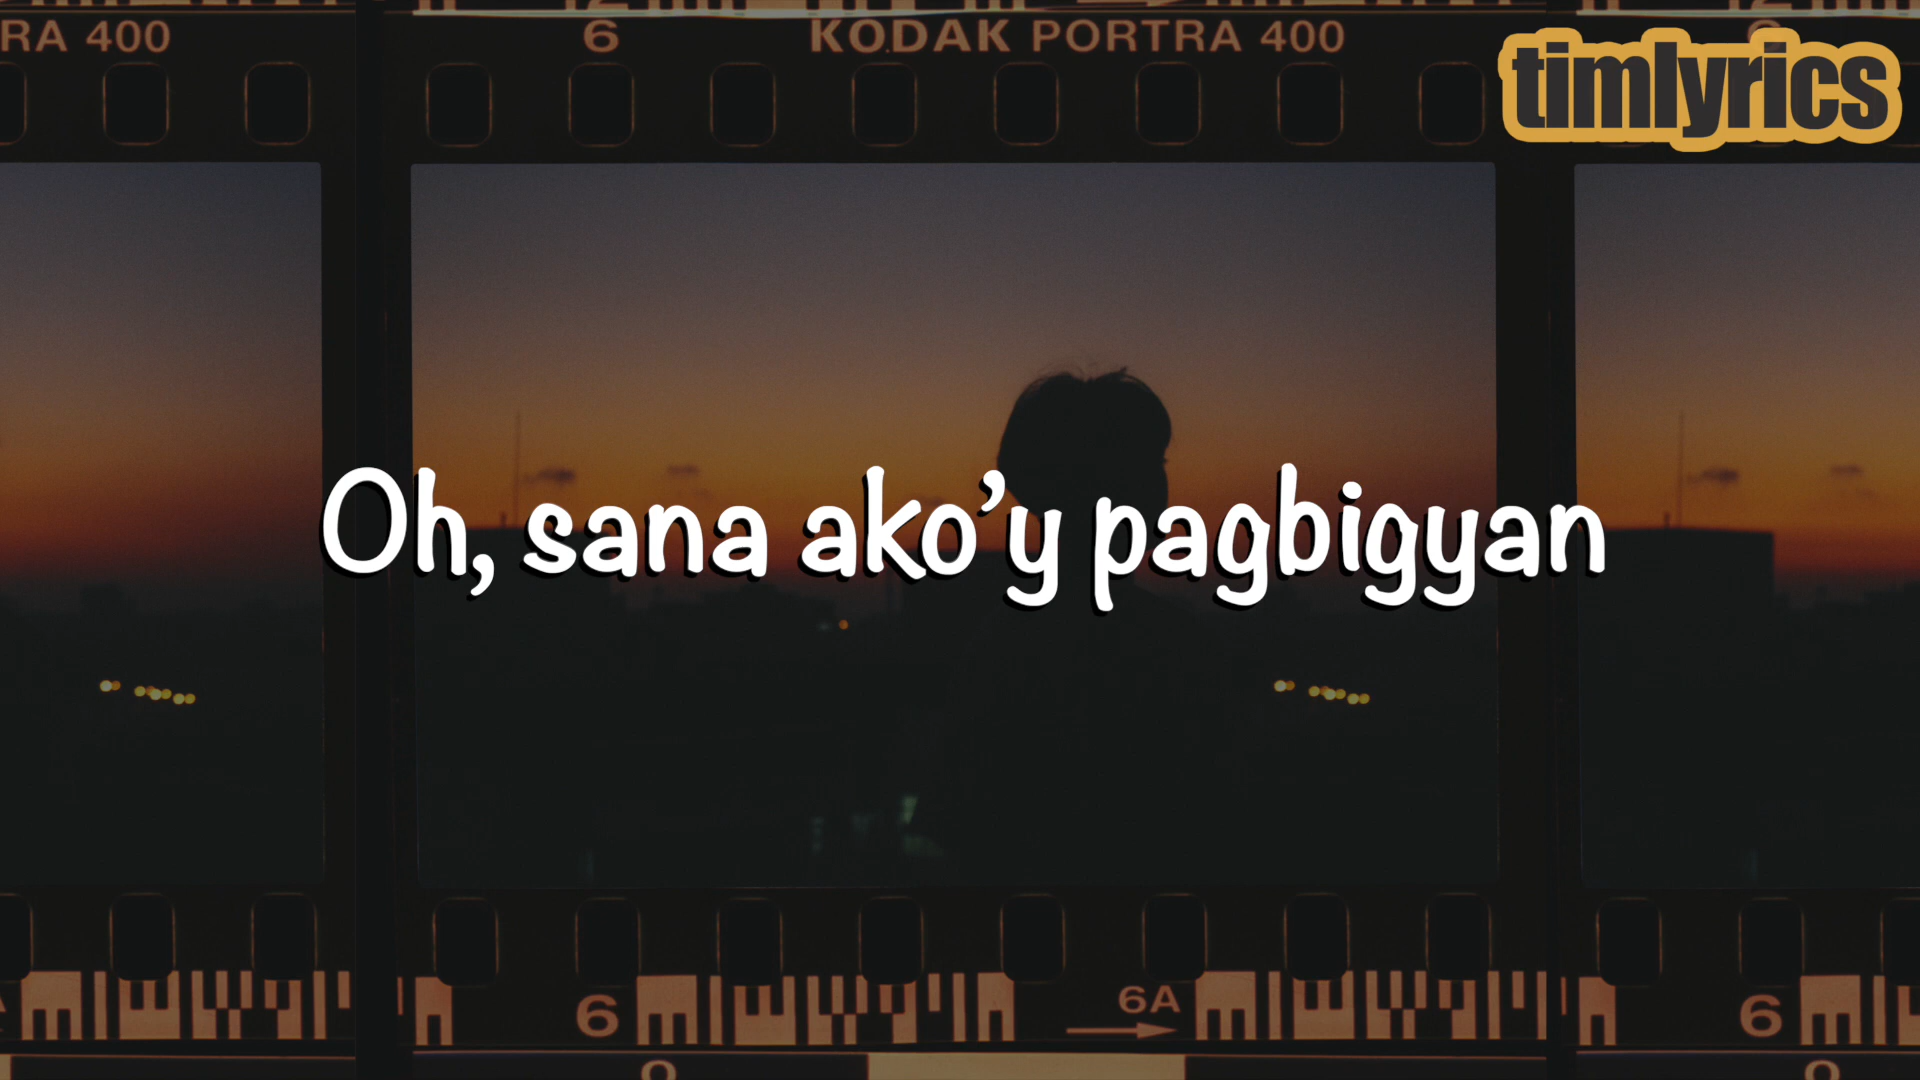 RA 400
6
KODAK PORTRA 400
timlyrics
Oh, sana ako’y pagbigyan
6
6A
6